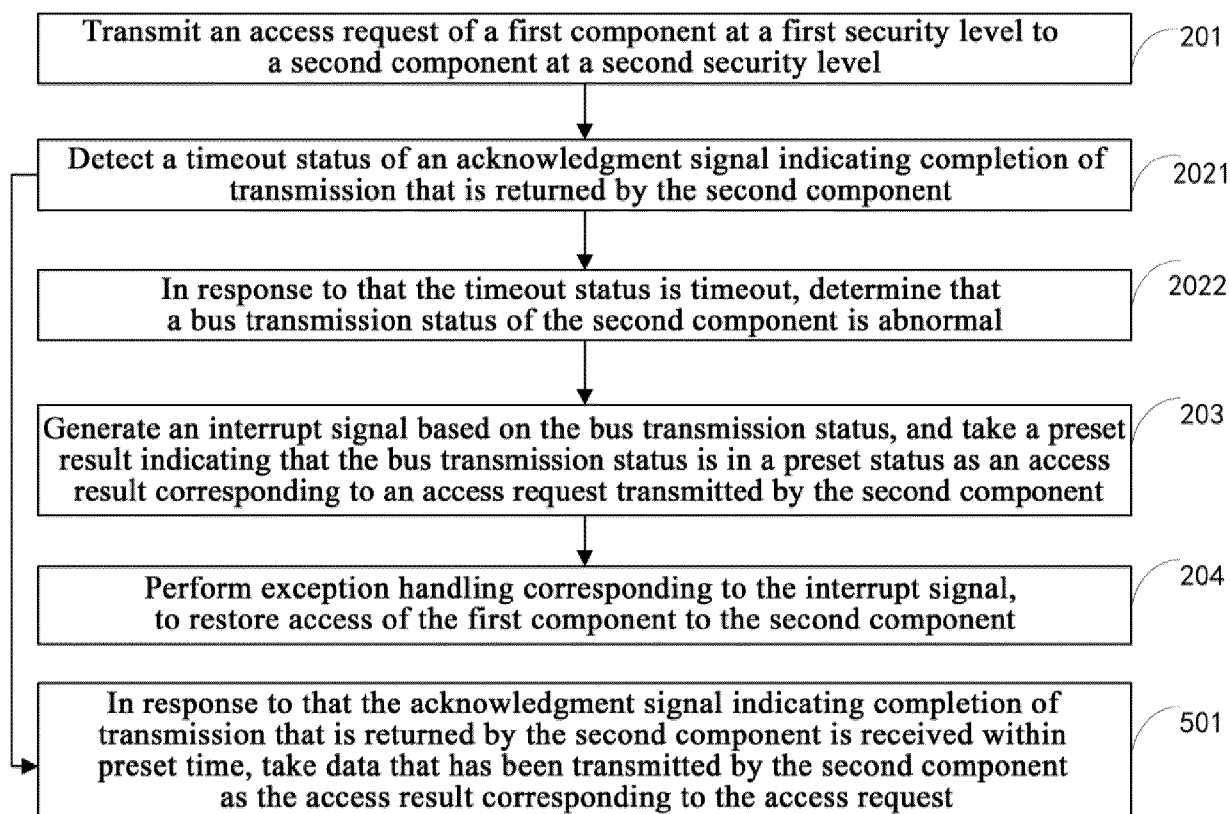 Transmit an access request of a first component at a first security level to
a second component at a second security level
201
Detect a timeout status of an acknowledgment signal indicating completion of
transmission that is returned by the second component
2021
In response to that the timeout status is timeout, determine that
a bus transmission status of the second component is abnormal
2022
Generate an interrupt signal based on the bus transmission status, and take a preset
result indicating that the bus transmission status is in a preset status as an access
result corresponding to an access request transmitted by the second component
203
Perform exception handling corresponding to the interrupt signal,
to restore access of the first component to the second component
204
In response to that the acknowledgment signal indicating completion of
transmission that is returned by the second component is received within
preset time, take data that has been transmitted by the second component
as the access result corresponding to the access request
501